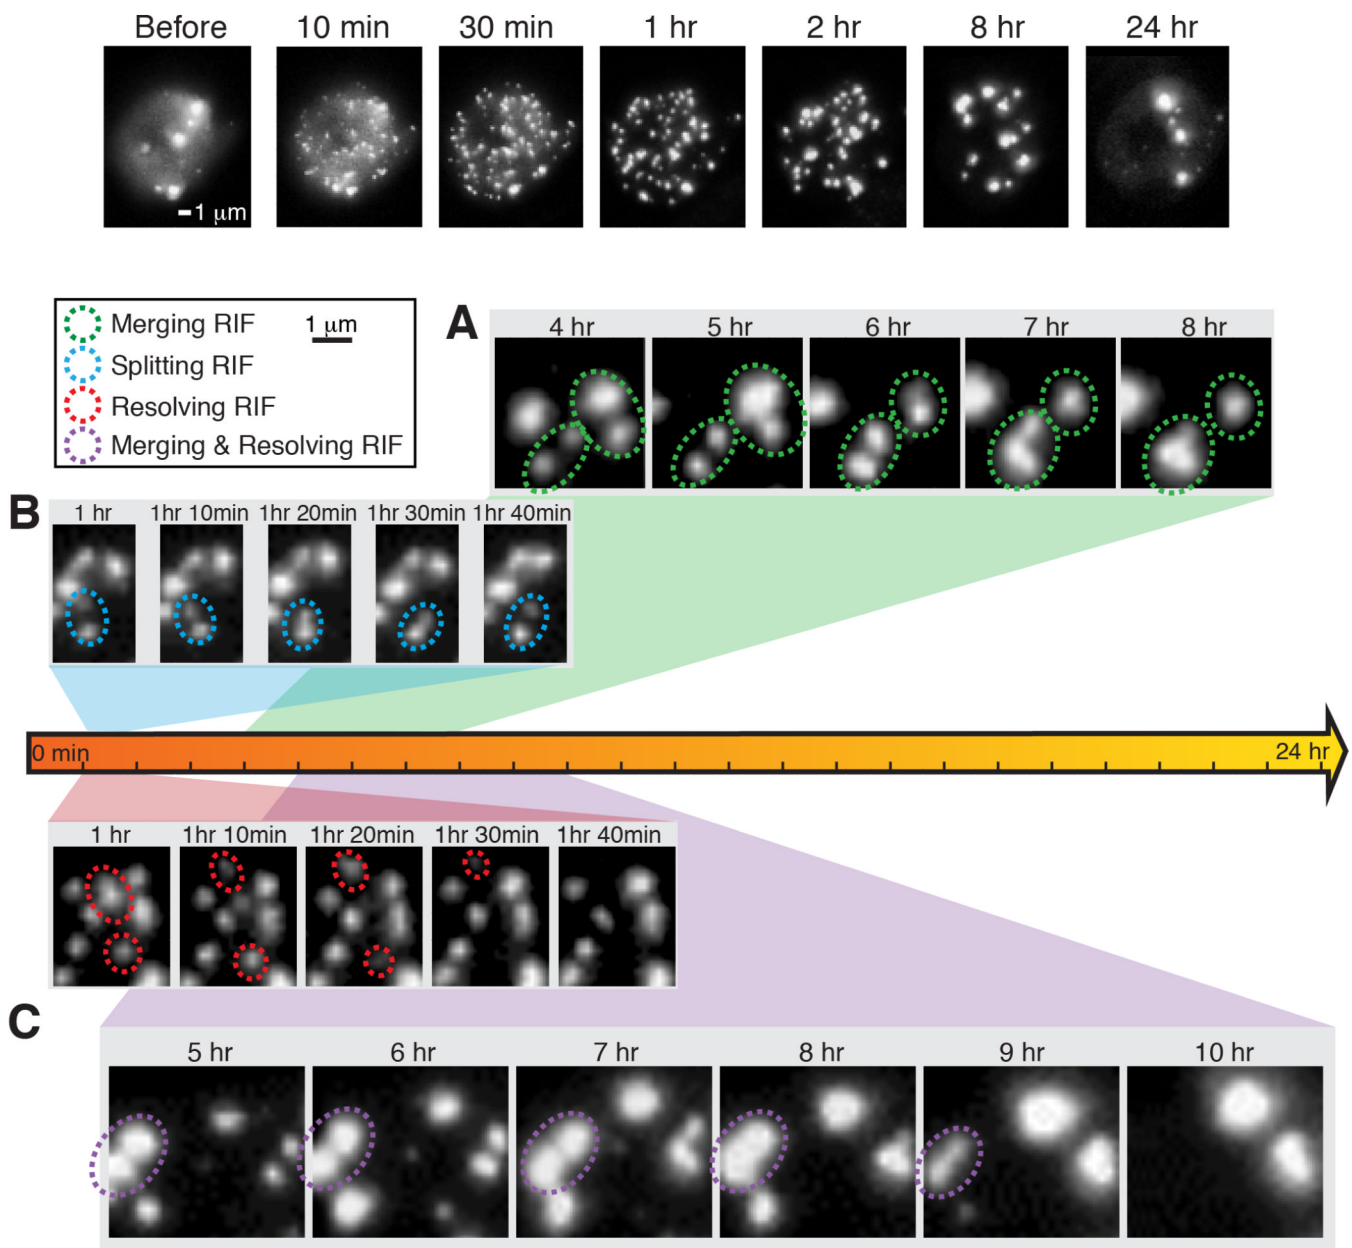 Before 10 min 30 min 1 hr 2 hr 8 hr 24 hr
1 μm
Merging RIF 1 μm
Splitting RIF
Resolving RIF
Merging & Resolving RIF
A
4 hr 5 hr 6 hr 7 hr 8 hr
B
1 hr 1hr 10min 1hr 20min 1hr 30min 1hr 40min
0 min 24 hr
1 hr 1hr 10min 1hr 20min 1hr 30min 1hr 40min
C
5 hr 6 hr 7 hr 8 hr 9 hr 10 hr